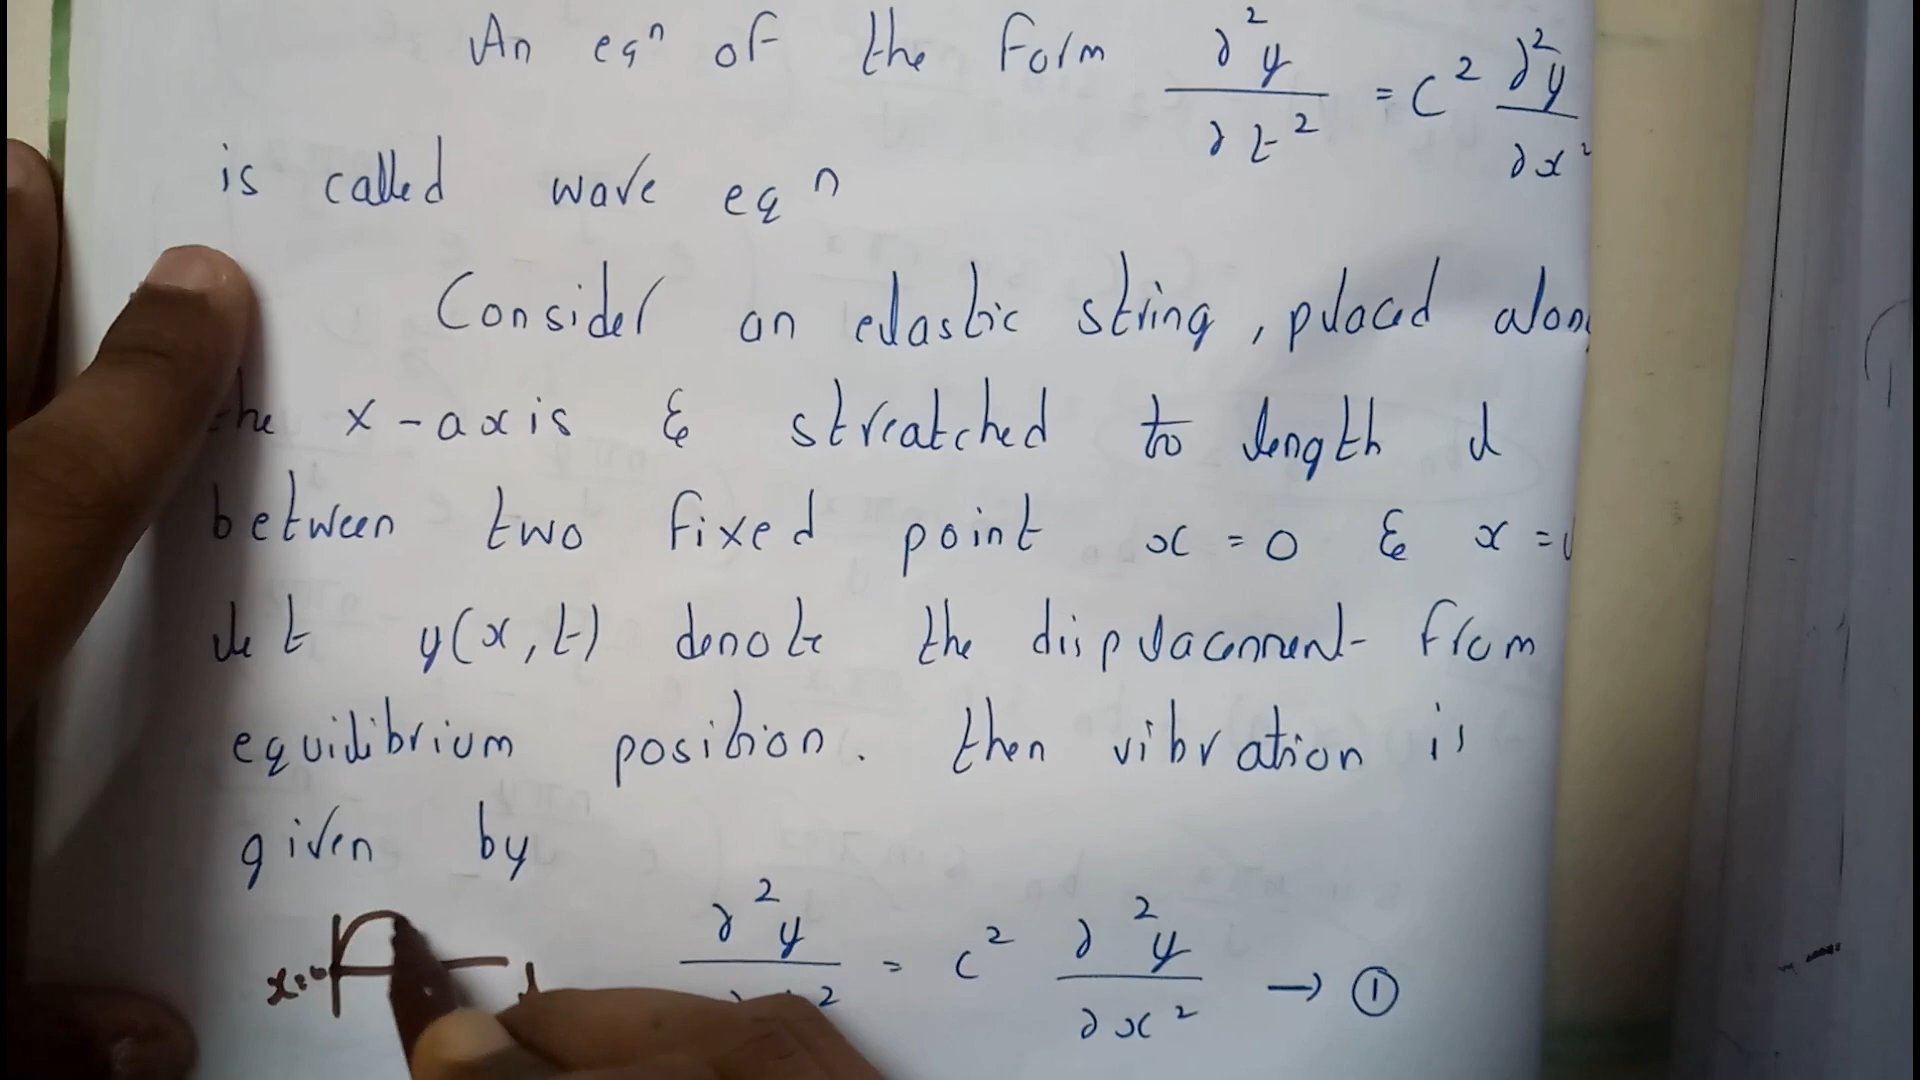 An eqⁿ of the form ∂²y/∂t² = c² ∂²y/∂x²
is called wave eqⁿ
Consider an elastic string, placed along
the x-axis & streatched to length l
between two fixed point x = 0 & x = l
let y(x,t) denote the displacement from
equilibrium position. then vibration is
given by
∂²y/∂t² = c² ∂²y/∂x² → ①
x=0 l